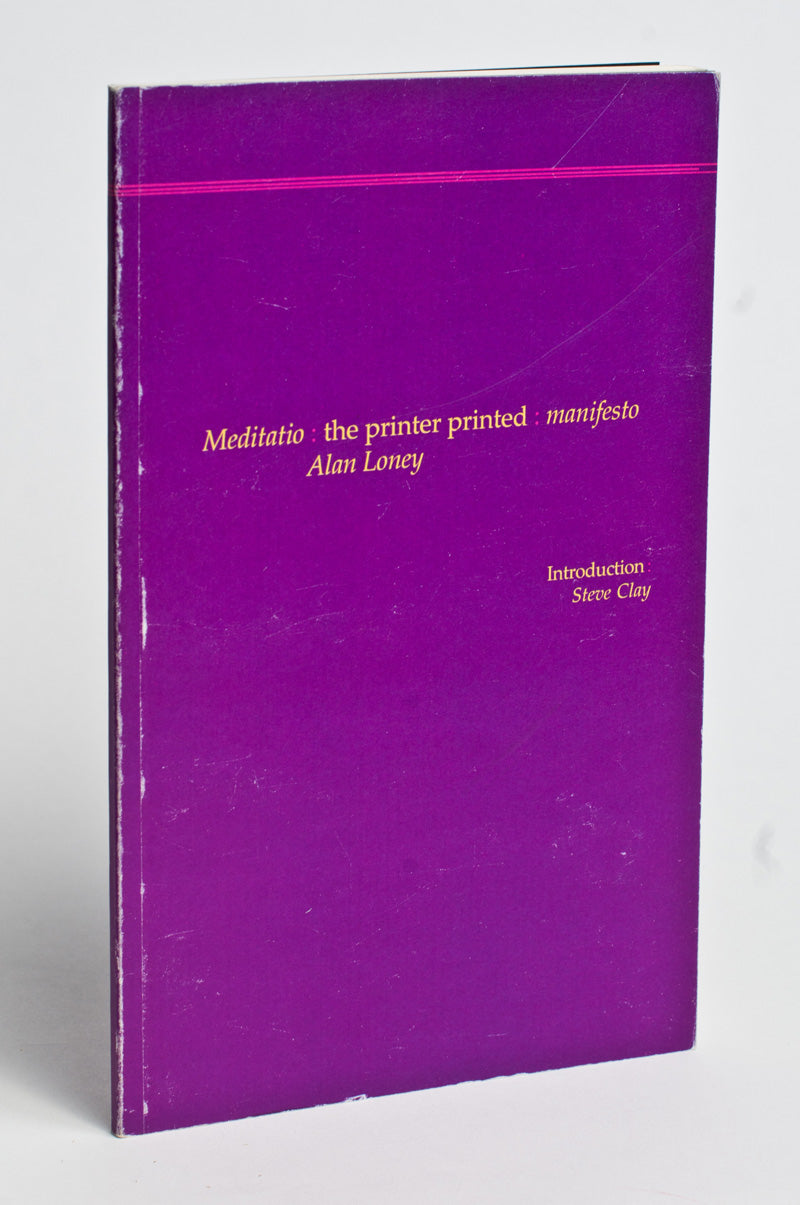 Meditatio : the printer printed : manifesto
Alan Loney
Introduction :
Steve Clay